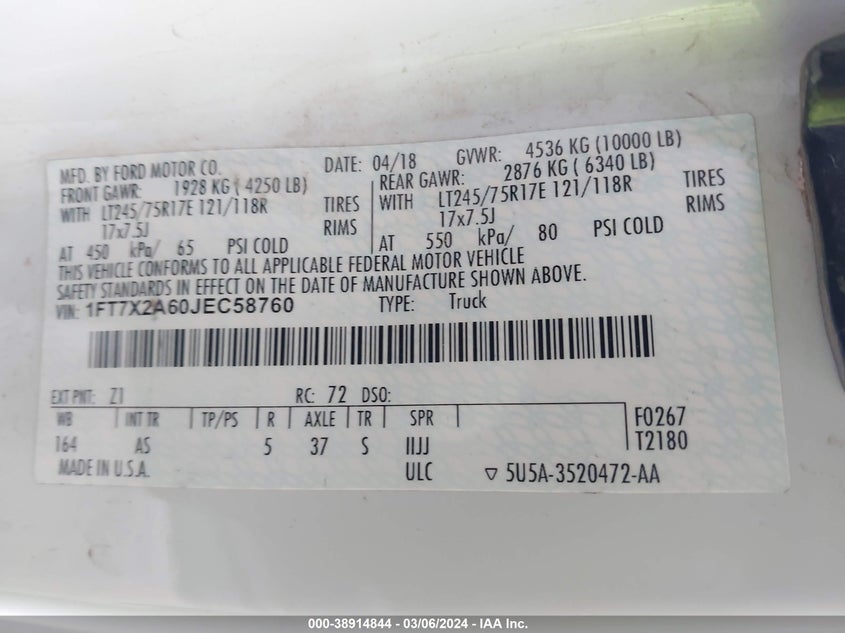 MFD. BY FORD MOTOR CO. DATE: 04/18 GVWR: 4536 KG (10000 LB)
FRONT GAWR: 1928 KG ( 4250 LB) REAR GAWR: 2876 KG ( 6340 LB)
WITH LT245/75R17E 121/118R TIRES WITH LT245/75R17E 121/118R TIRES
17x7.5J RIMS 17x7.5J RIMS
AT 450 kPa/ 65 PSI COLD AT 550 kPa/ 80 PSI COLD
THIS VEHICLE CONFORMS TO ALL APPLICABLE FEDERAL MOTOR VEHICLE
SAFETY STANDARDS IN EFFECT ON THE DATE OF MANUFACTURE SHOWN ABOVE.
VIN: 1FT7X2A60JEC58760 TYPE: Truck
EXT PNT: Z1 RC: 72 DSO:
WB INT TR TP/PS R AXLE TR SPR F0267
164 AS 5 37 S IIJJ T2180
MADE IN U.S.A. ULC ▽ 5U5A-3520472-AA
000-38914844 - 03/06/2024 - IAA Inc.